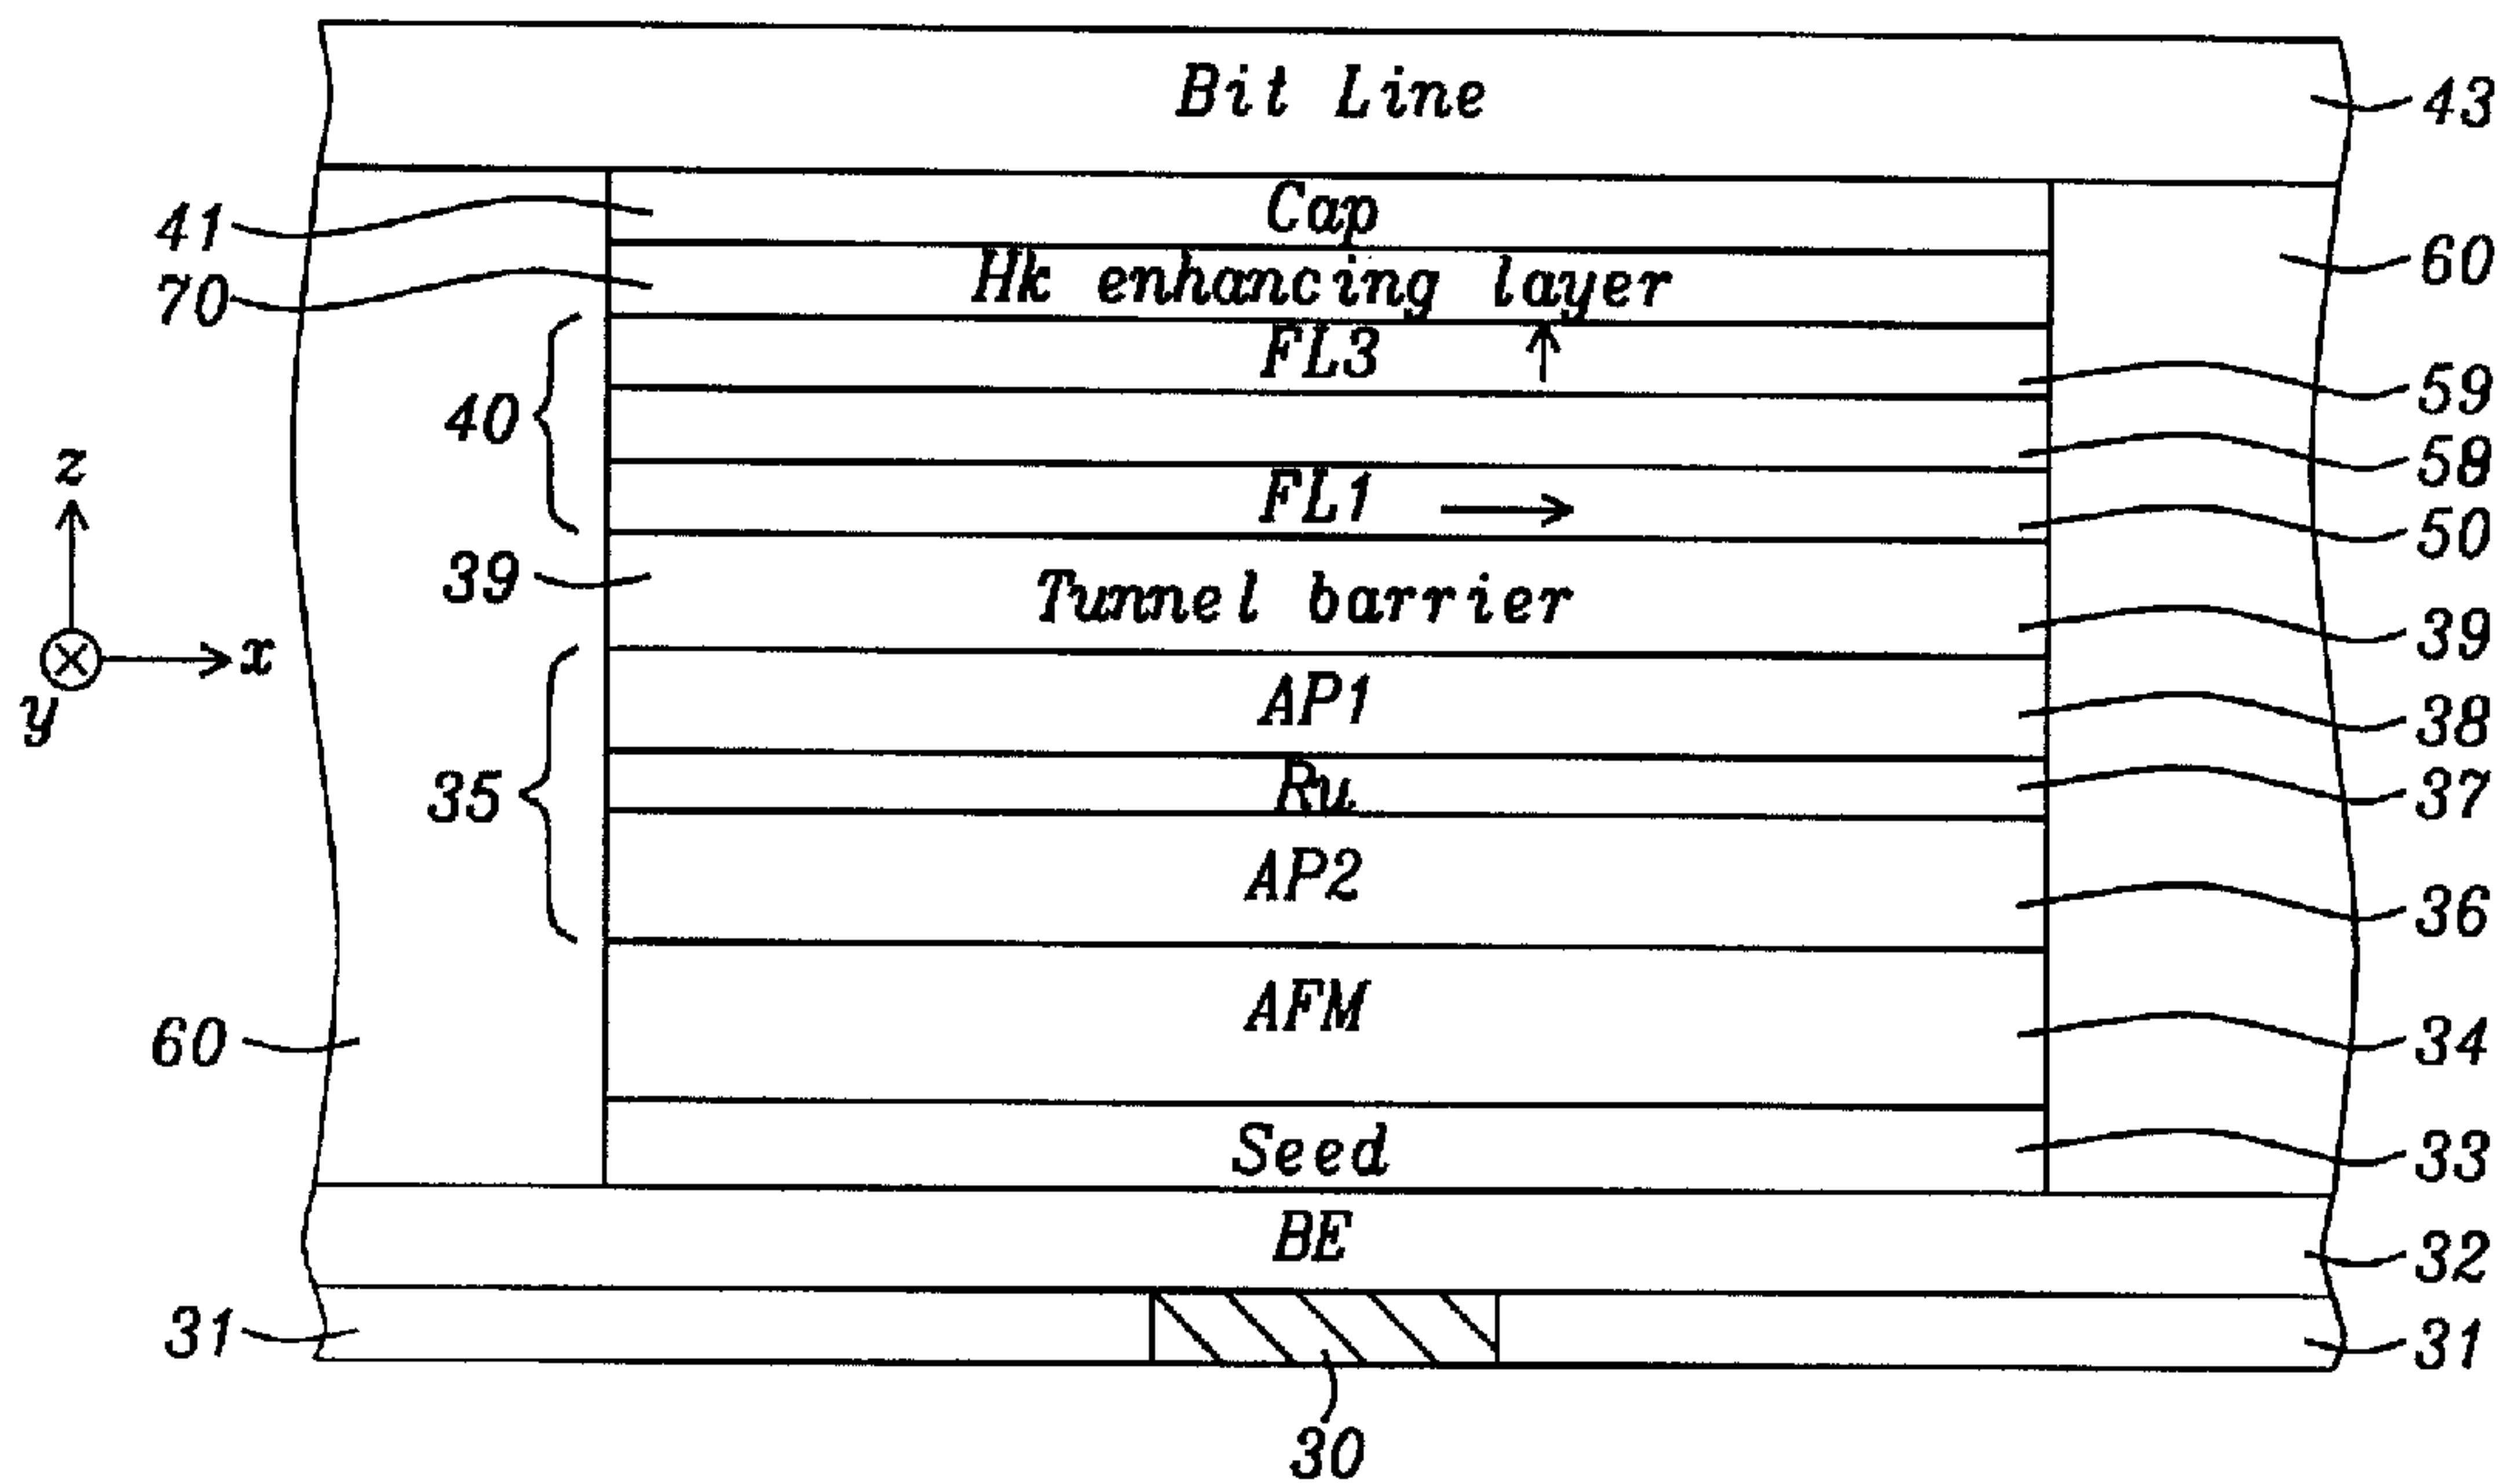 Bit Line
43
Cap
41
Hk enhancing layer
60
70
FL3
59
40
58
FL1
50
z
39
Tunnel barrier
39
x
y
AP1
38
35
Ru
37
AP2
36
AFM
60
34
Seed
33
BE
32
31
31
30